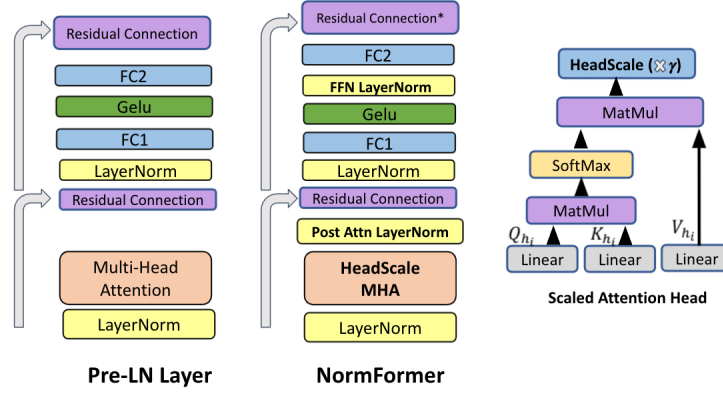 Residual Connection
FC2
Gelu
FC1
LayerNorm
Residual Connection
Multi-Head
Attention
LayerNorm
Pre-LN Layer
Residual Connection*
FC2
FFN LayerNorm
Gelu
FC1
LayerNorm
Residual Connection
Post Attn LayerNorm
HeadScale
MHA
LayerNorm
NormFormer
HeadScale (⊗ γ)
MatMul
SoftMax
MatMul
Q_{h_i} K_{h_i} V_{h_i}
Linear Linear Linear
Scaled Attention Head